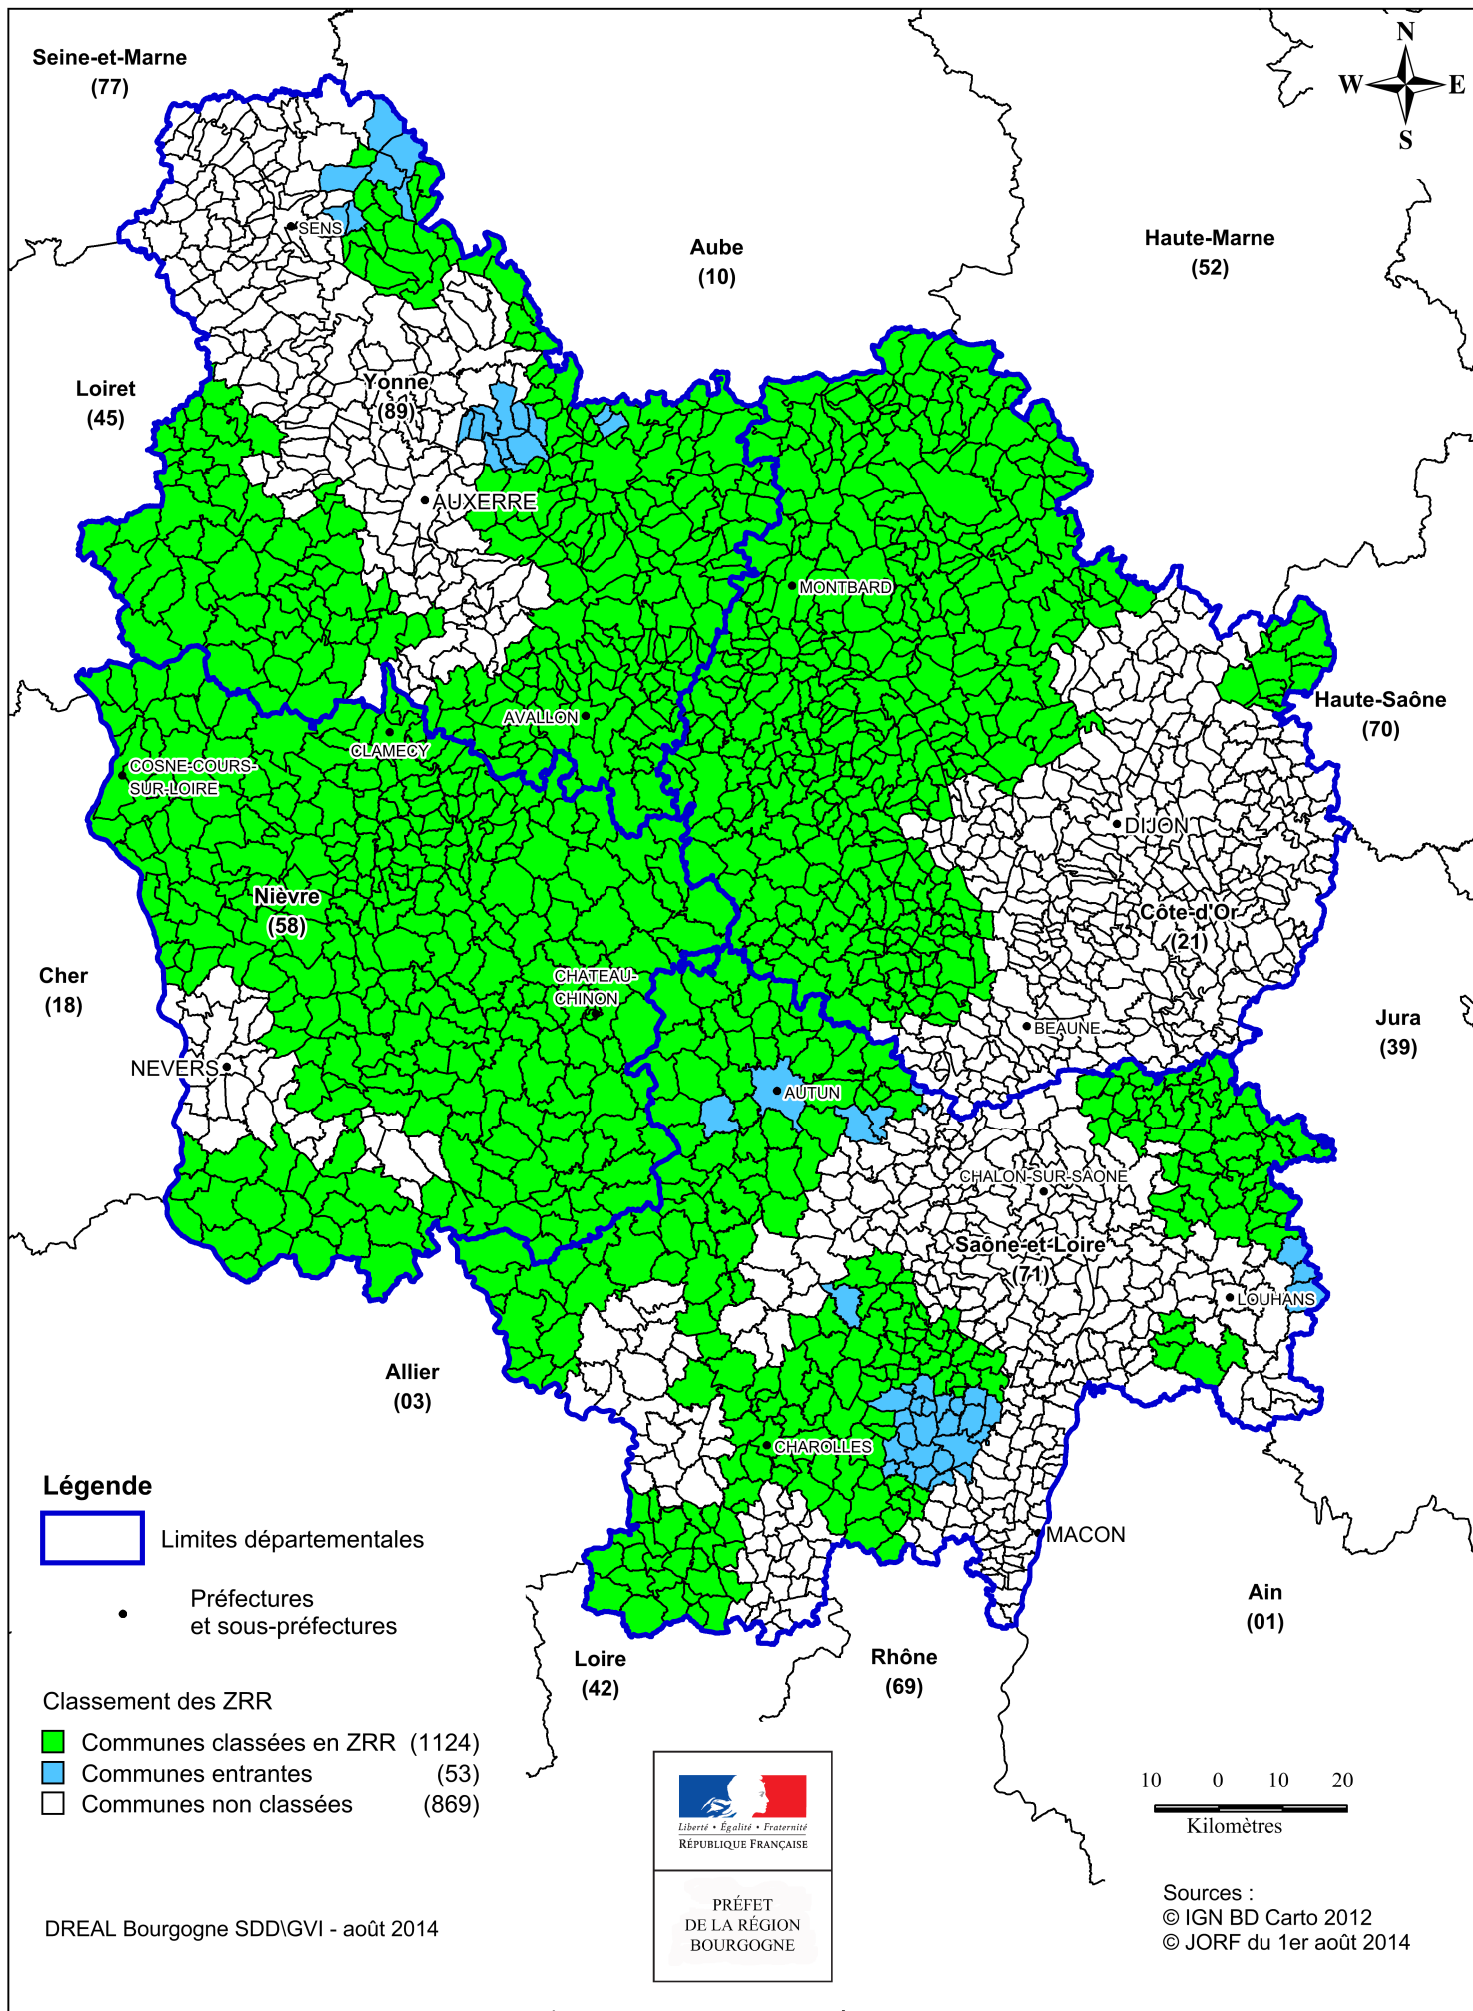 N
W E
S
Seine-et-Marne
(77)
Aube
(10)
Haute-Marne
(52)
SENS
Loiret
(45)
Yonne
(89)
AUXERRE
MONTBARD
Haute-Saône
(70)
AVALLON
CLAMECY
COSNE-COURS-
SUR-LOIRE
DIJON
Nièvre
(58)
Côte-d'Or
(21)
Cher
(18)
CHATEAU-
CHINON
Jura
(39)
BEAUNE
NEVERS
AUTUN
CHALON-SUR-SAONE
Saône-et-Loire
(71)
LOUHANS
Allier
(03)
CHAROLLES
MACON
Ain
(01)
Loire
(42)
Rhône
(69)
Légende
Limites départementales
Préfectures
et sous-préfectures
Classement des ZRR
Communes classées en ZRR (1124)
Communes entrantes (53)
Communes non classées (869)
DREAL Bourgogne SDD\GVI - août 2014
Liberté • Égalité • Fraternité
RÉPUBLIQUE FRANÇAISE
PRÉFET
DE LA RÉGION
BOURGOGNE
10 0 10 20
Kilomètres
Sources :
© IGN BD Carto 2012
© JORF du 1er août 2014